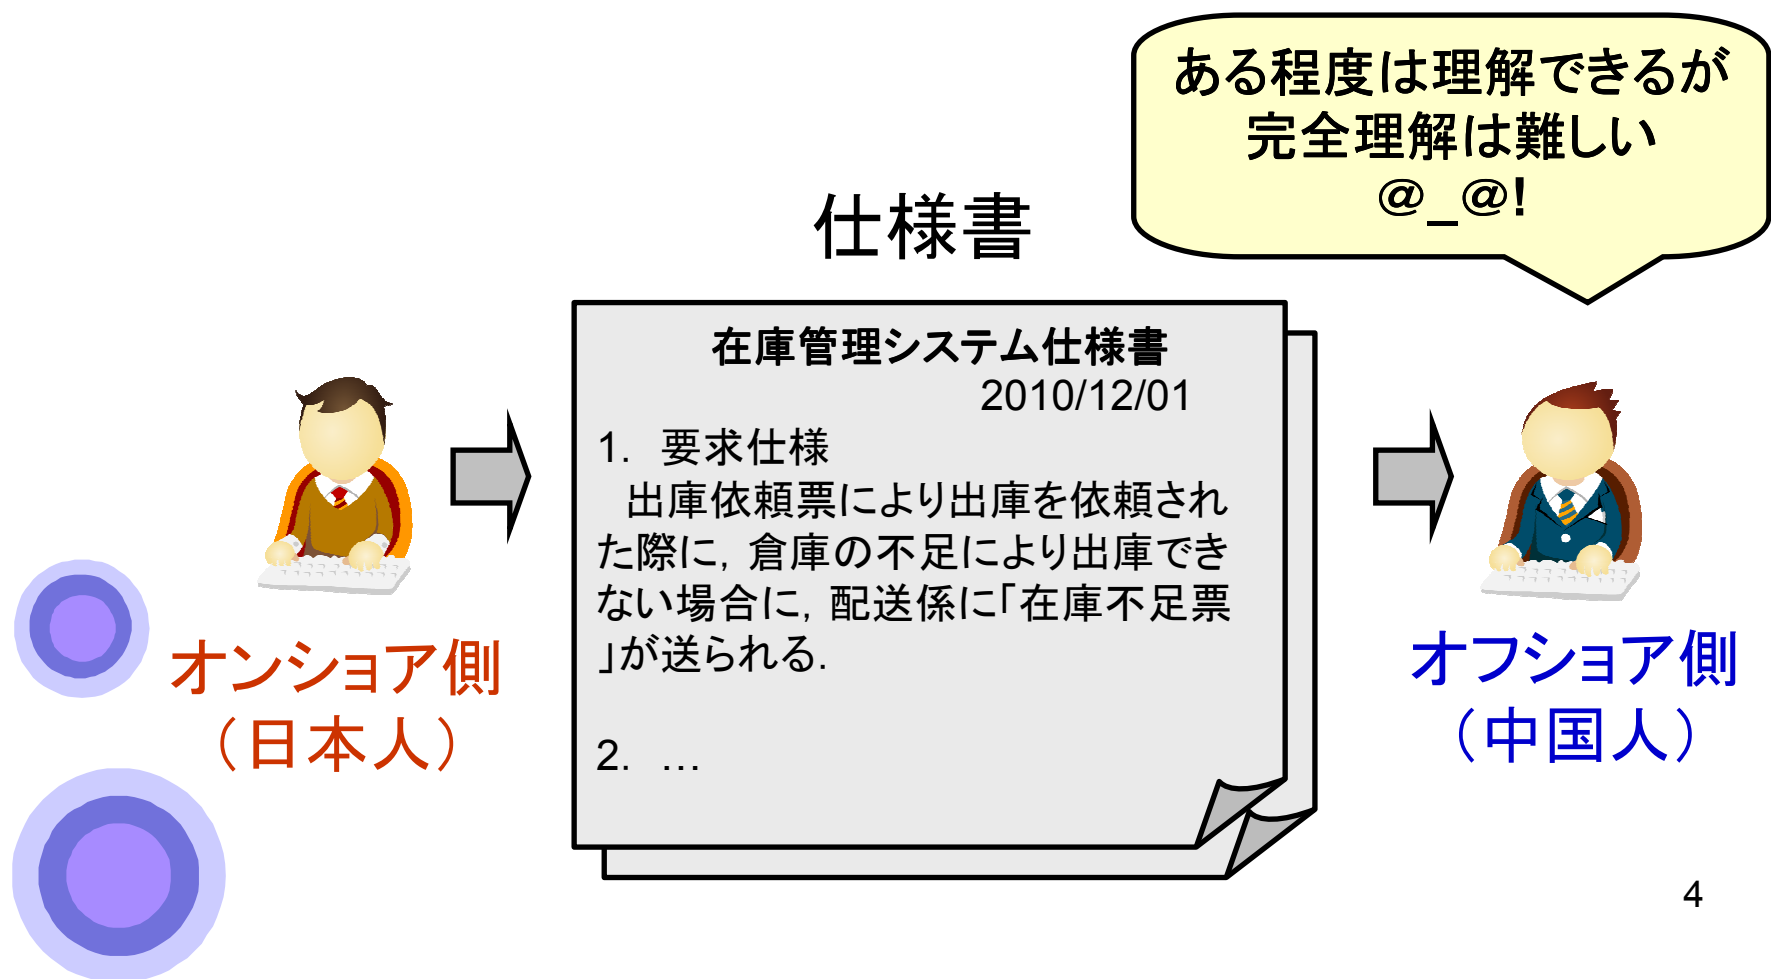 ある程度は理解できるが
完全理解は難しい
@_@!
仕様書
在庫管理システム仕様書
2010/12/01
1. 要求仕様
出庫依頼票により出庫を依頼され
た際に, 倉庫の不足により出庫でき
ない場合に, 配送係に「在庫不足票
」が送られる.
2. …
オンショア側
（日本人）
オフショア側
（中国人）
4